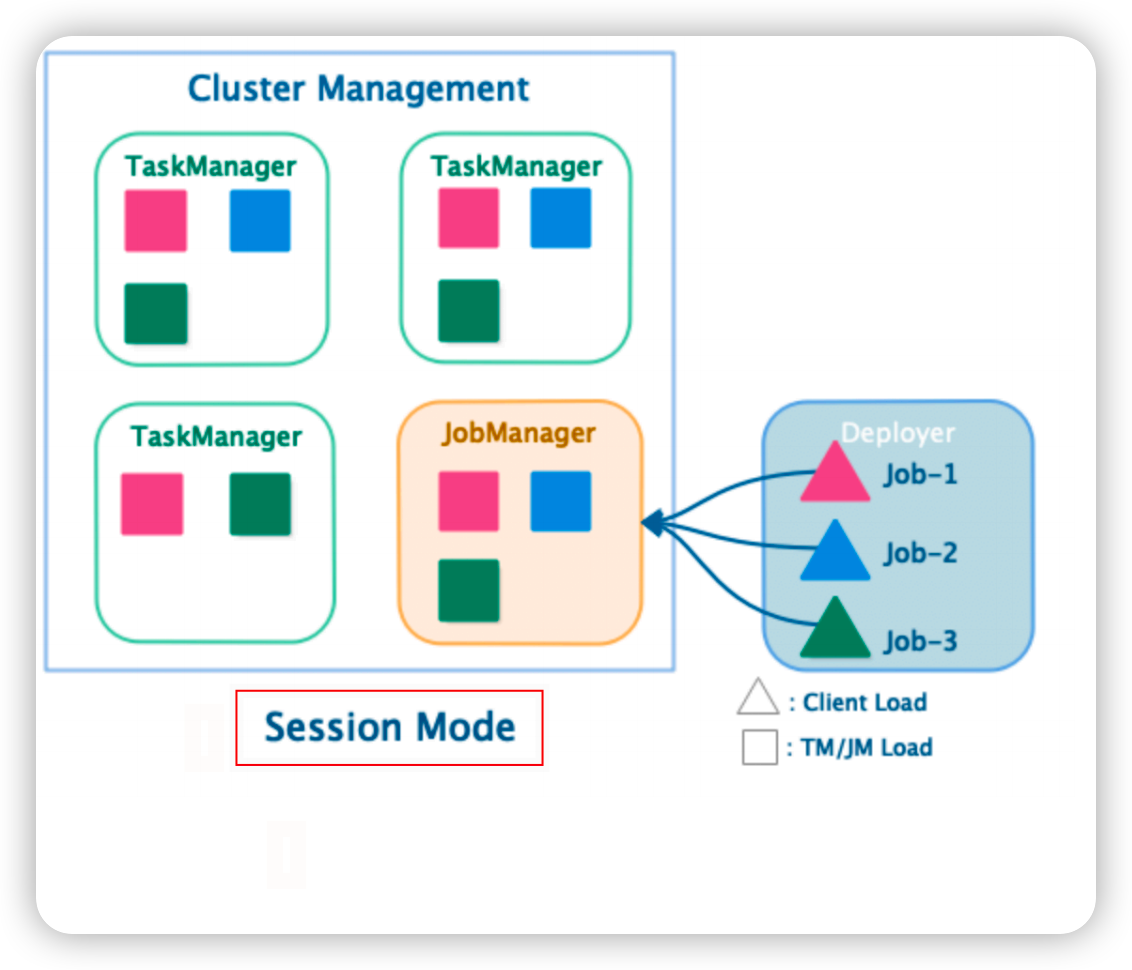 Cluster Management
TaskManager
TaskManager
TaskManager
JobManager
Deployer
Job-1
Job-2
Job-3
Session Mode
: Client Load
: TM/JM Load